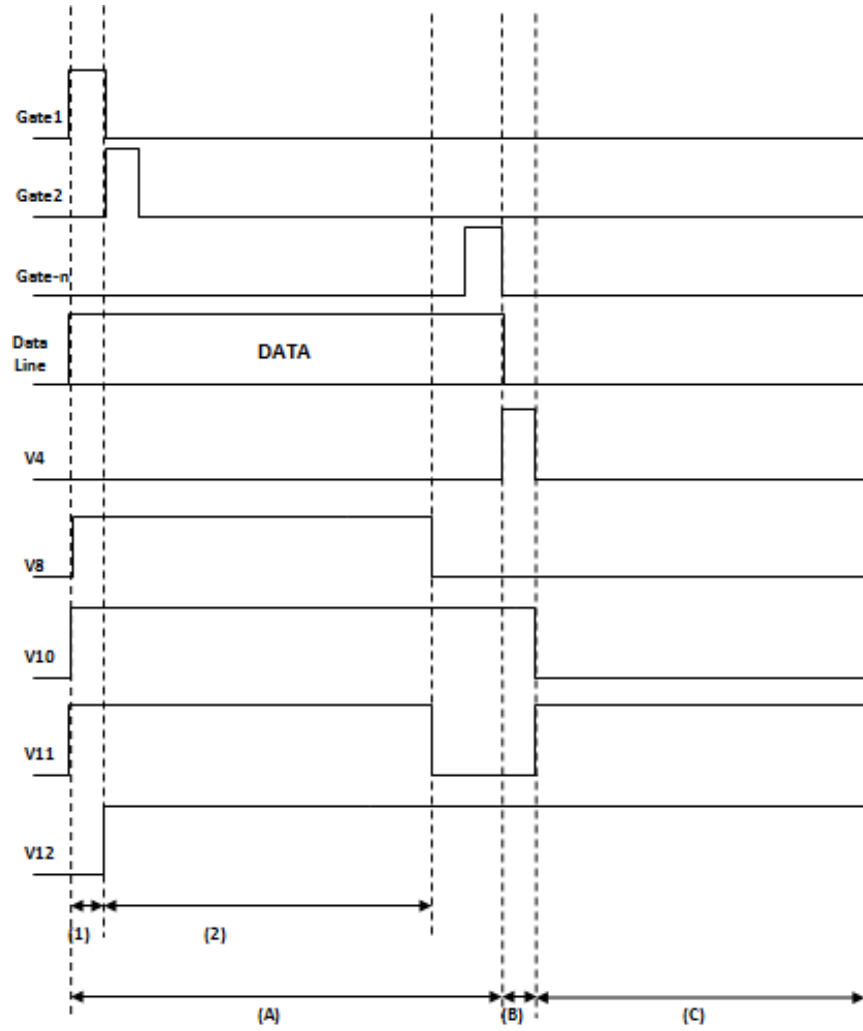 Gate1
Gate2
Gate-n
Data
Line
DATA
V4
V8
V10
V11
V12
(1)
(2)
(A)
(B)
(C)